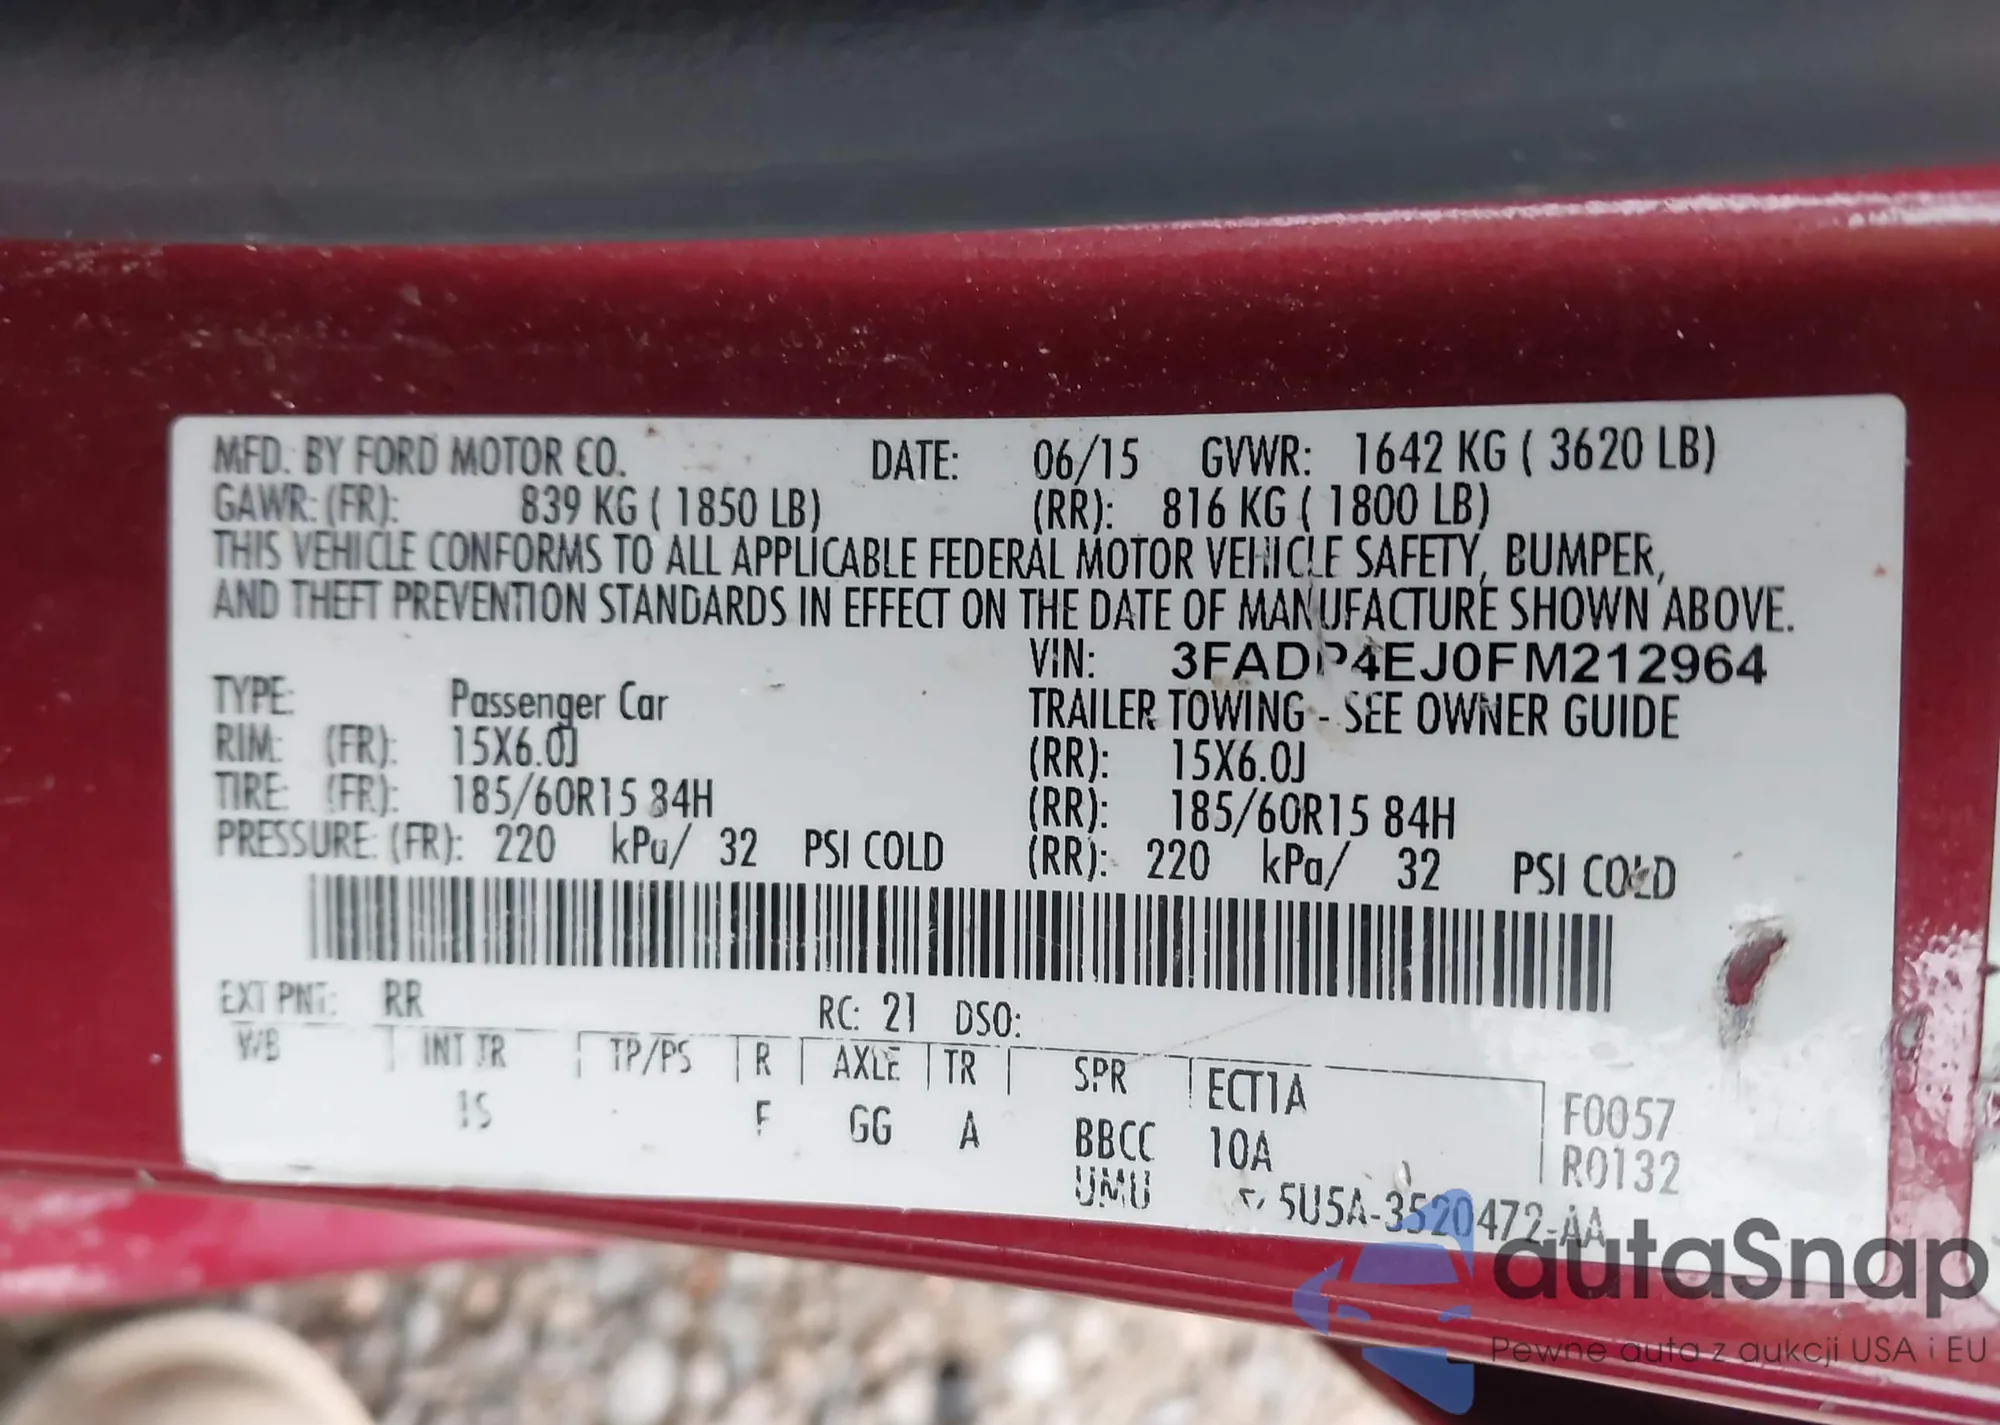 MFD. BY FORD MOTOR CO. DATE: 06/15 GVWR: 1642 KG ( 3620 LB)
GAWR: (FR): 839 KG ( 1850 LB) (RR): 816 KG ( 1800 LB)
THIS VEHICLE CONFORMS TO ALL APPLICABLE FEDERAL MOTOR VEHICLE SAFETY, BUMPER,
AND THEFT PREVENTION STANDARDS IN EFFECT ON THE DATE OF MANUFACTURE SHOWN ABOVE.
VIN: 3FADP4EJ0FM212964
TYPE: Passenger Car TRAILER TOWING - SEE OWNER GUIDE
RIM: (FR): 15X6.0J (RR): 15X6.0J
TIRE: (FR): 185/60R15 84H (RR): 185/60R15 84H
PRESSURE: (FR): 220 kPa/ 32 PSI COLD (RR): 220 kPa/ 32 PSI COLD
EXT PNT: RR RC: 21 DSO:
WB INT TR TP/PS R AXLE TR SPR ECT1A F0057
IS F GG A BBCC 10A R0132
UMU 5U5A-3520472-AA
autaSnap
Pewne auta z aukcji USA i EU